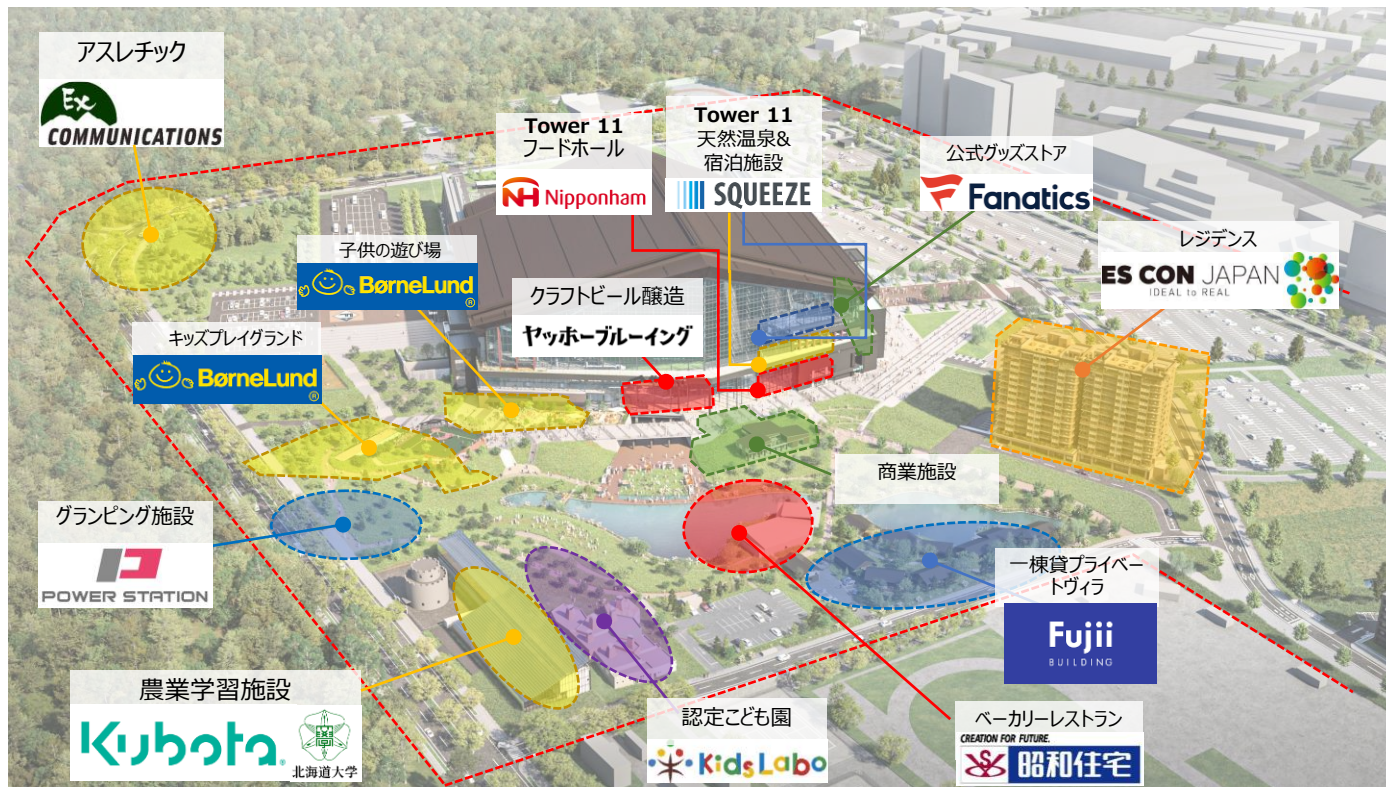 アスレチック
Ex
COMMUNICATIONS
Tower 11
フードホール
NH Nipponham
Tower 11
天然温泉&
宿泊施設
SQUEEZE
公式グッズストア
Fanatics
レジデンス
ES CON JAPAN
IDEAL to REAL
子供の遊び場
BørneLund®
クラフトビール醸造
ヤッホーブルーイング
キッズプレイグランド
BørneLund®
商業施設
グランピング施設
POWER STATION
一棟貸プライベー
トヴィラ
Fujii
BUILDING
農業学習施設
Kubota.
北海道大学
認定こども園
KidsLabo
ベーカリーレストラン
CREATION FOR FUTURE.
昭和住宅